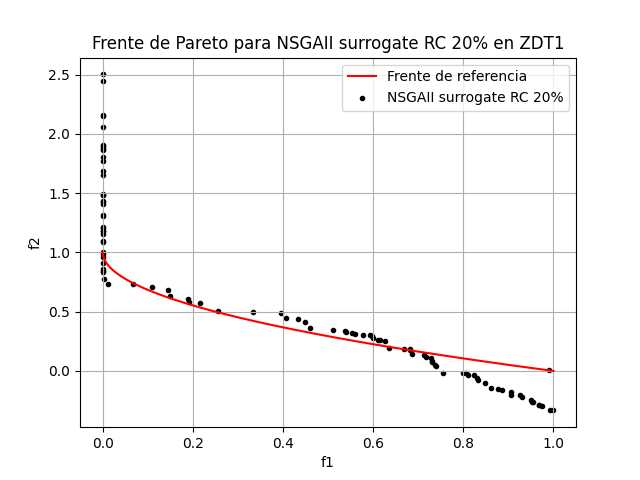 Frente de Pareto para NSGAII surrogate RC 20% en ZDT1
Frente de referencia
NSGAII surrogate RC 20%
2.5
2.0
1.5
1.0
0.5
0.0
f2
0.0 0.2 0.4 0.6 0.8 1.0
f1